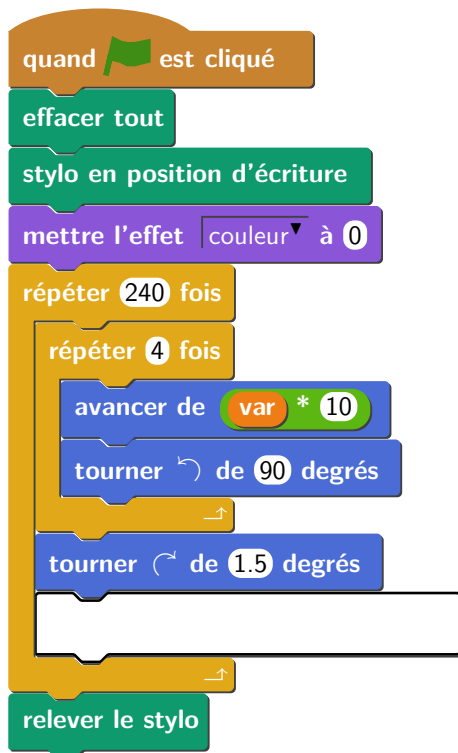 quand est cliqué
effacer tout
stylo en position d'écriture
mettre l'effet couleur à 0
répéter 240 fois
répéter 4 fois
avancer de var * 10
tourner de 90 degrés
tourner de 1.5 degrés
relever le stylo